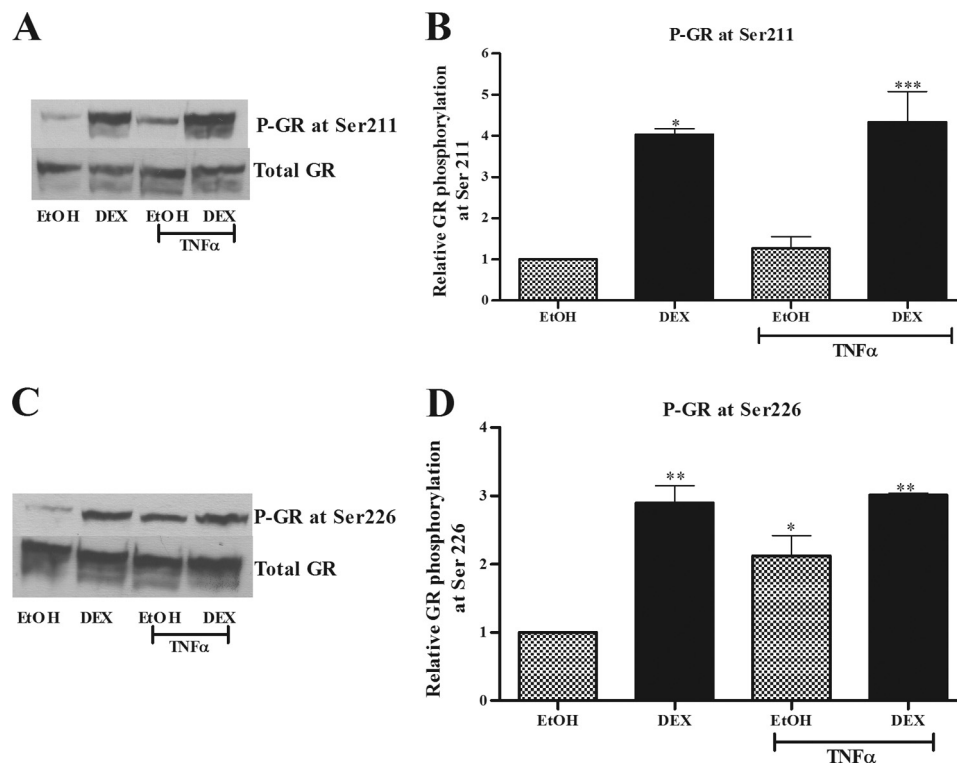 A
P-GR at Ser211
Total GR
EtOH DEX EtOH DEX
TNFα
B
P-GR at Ser211
Relative GR phosphorylation
at Ser 211
6
5
4
3
2
1
0
*
***
EtOH DEX EtOH DEX
TNFα
C
P-GR at Ser226
Total GR
EtOH DEX EtOH DEX
TNFα
D
P-GR at Ser226
Relative GR phosphorylation
at Ser 226
4
3
2
1
0
**
*
**
EtOH DEX EtOH DEX
TNFα